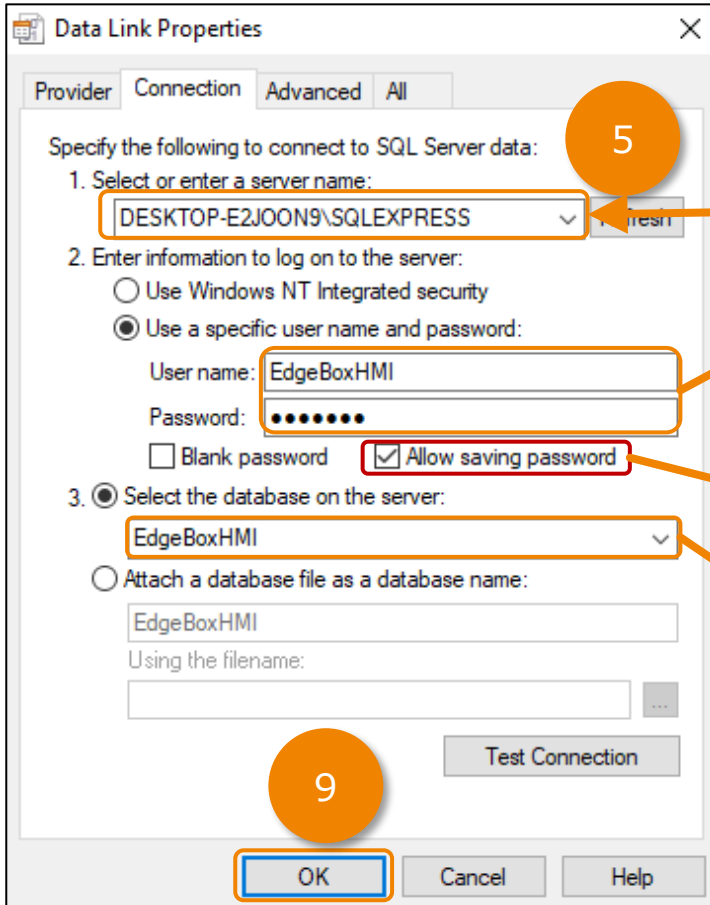 Data Link Properties
Provider Connection Advanced All
Specify the following to connect to SQL Server data:
5
1. Select or enter a server name:
DESKTOP-E2JOON9\SQLEXPRESS
2. Enter information to log on to the server:
Use Windows NT Integrated security
Use a specific user name and password:
User name: EdgeBoxHMI
Password: ●●●●●●●
Blank password Allow saving password
3. Select the database on the server:
EdgeBoxHMI
Attach a database file as a database name:
EdgeBoxHMI
Using the filename:
...
Test Connection
9
OK Cancel Help